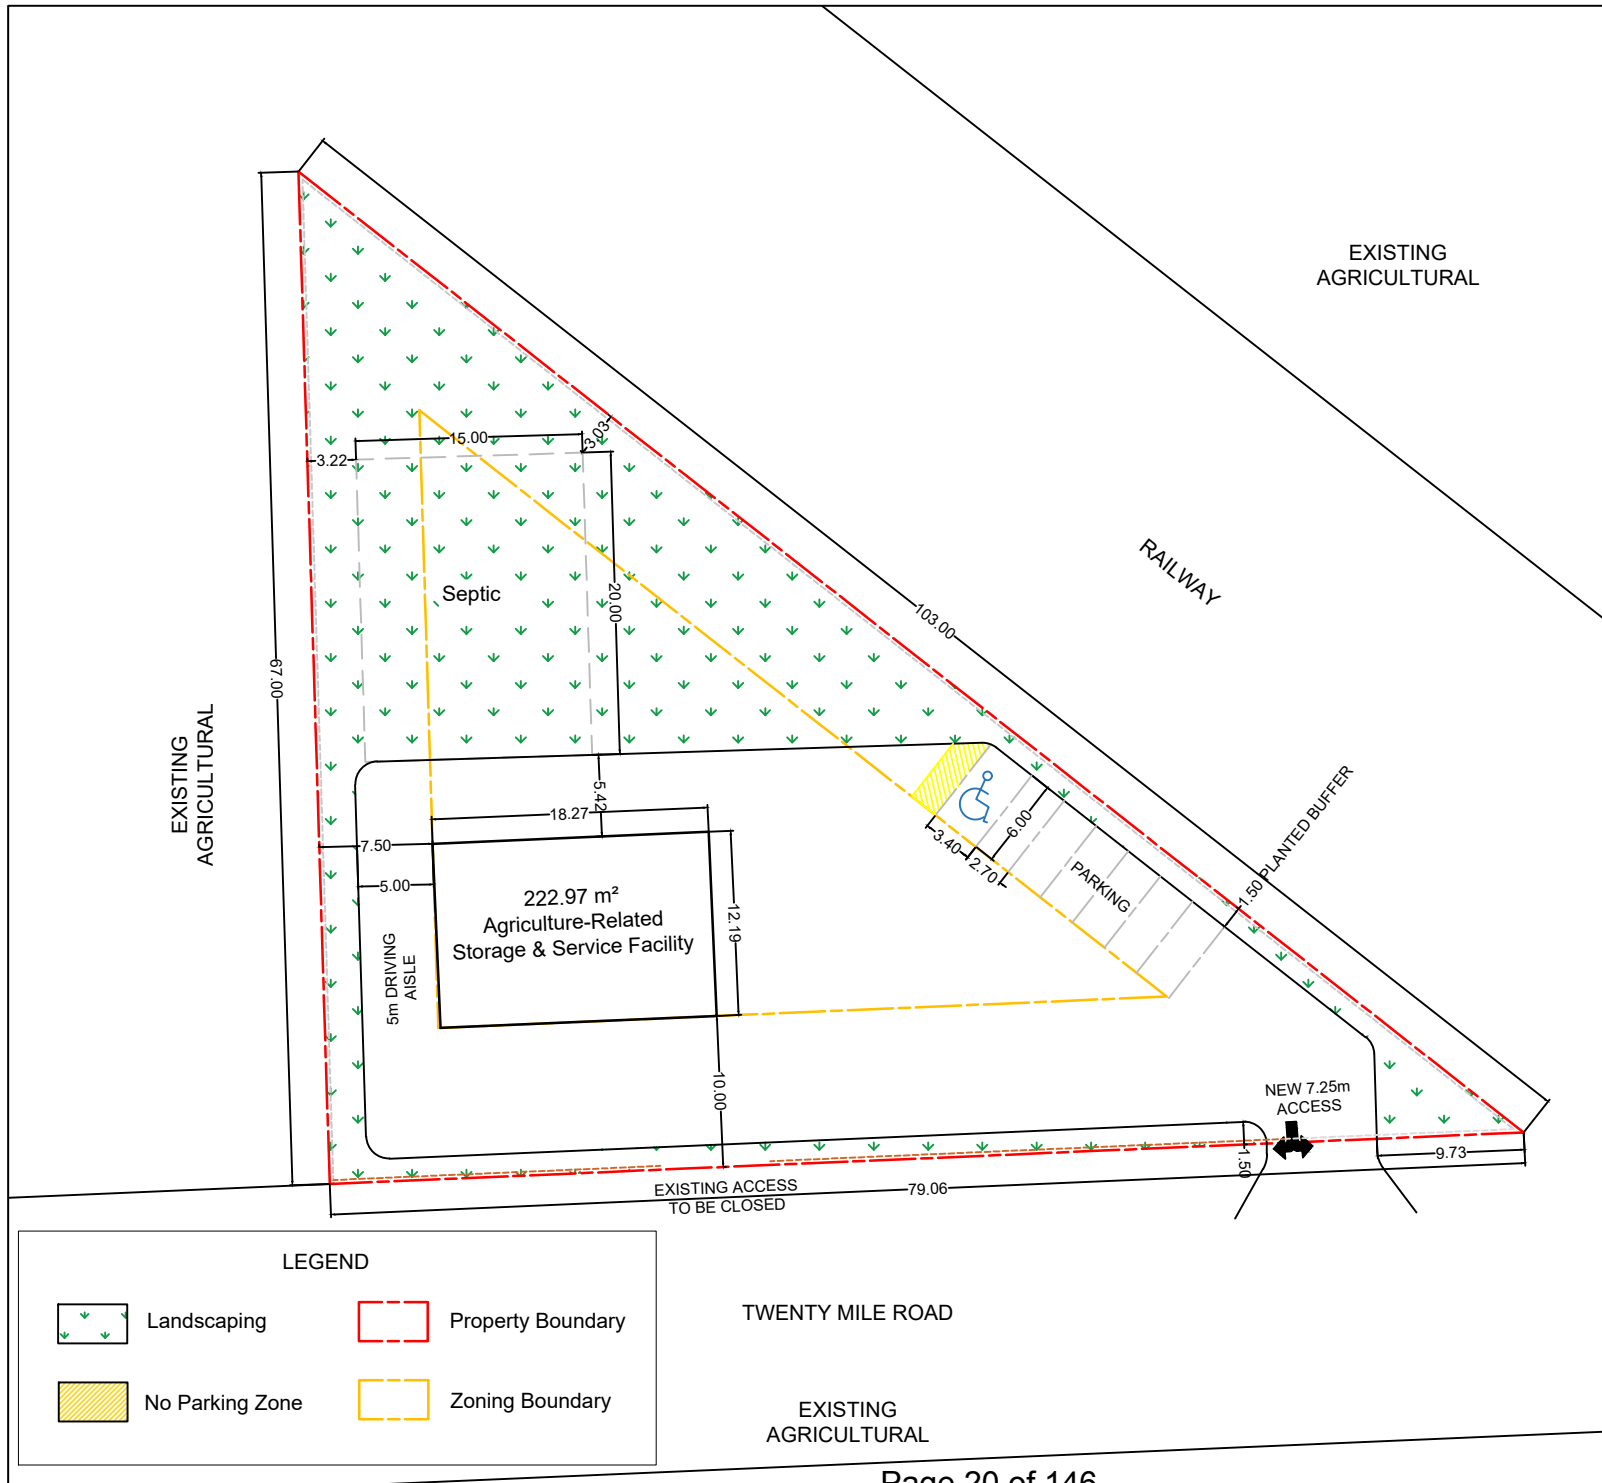 EXISTING
AGRICULTURAL
3.03
15.00
3.22
RAILWAY
Septic
20.00
103.00
67.00
EXISTING
AGRICULTURAL
5.42
18.27
7.50
5.00
6.00
3.40
2.70
PARKING
1.50 PLANTED BUFFER
222.97 m²
Agriculture-Related
Storage & Service Facility
12.19
5m DRIVING
AISLE
10.00
NEW 7.25m
ACCESS
1.50
9.73
EXISTING ACCESS
TO BE CLOSED
79.06
LEGEND
Landscaping
Property Boundary
No Parking Zone
Zoning Boundary
TWENTY MILE ROAD
EXISTING
AGRICULTURAL
Page 20 of 146